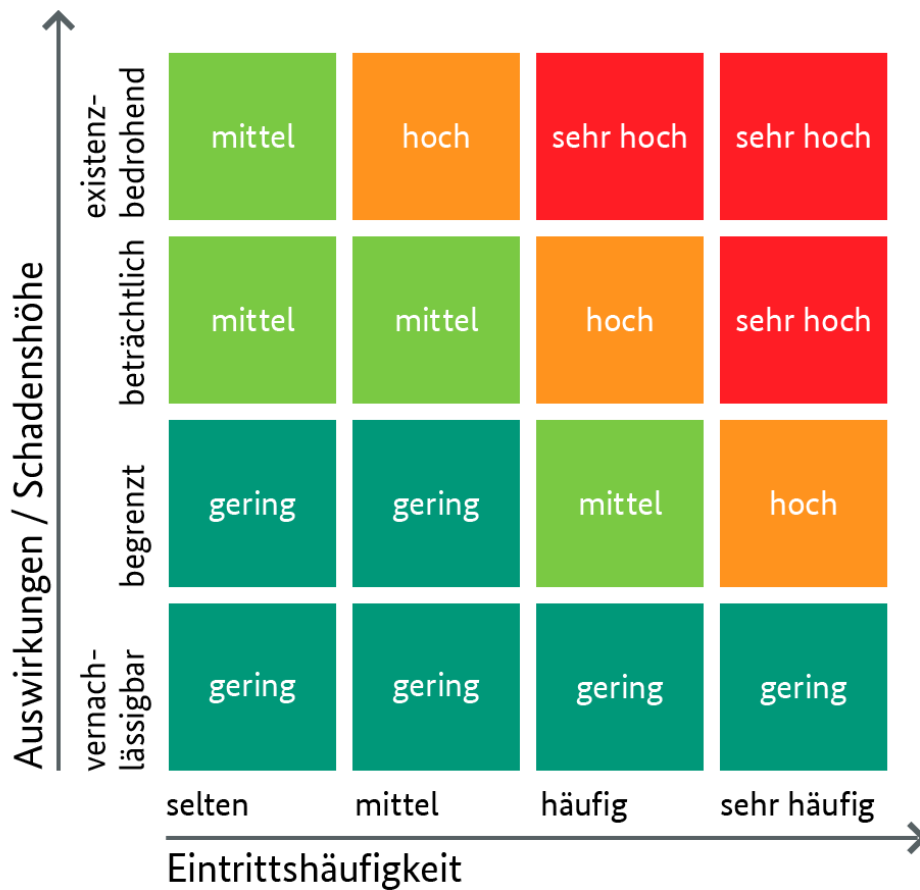 Auswirkungen / Schadenshöhe
existenz-
bedrohend
mittel
hoch
sehr hoch
sehr hoch
beträchtlich
mittel
mittel
hoch
sehr hoch
begrenzt
gering
gering
mittel
hoch
vernach-
lässigbar
gering
gering
gering
gering
selten
mittel
häufig
sehr häufig
Eintrittshäufigkeit